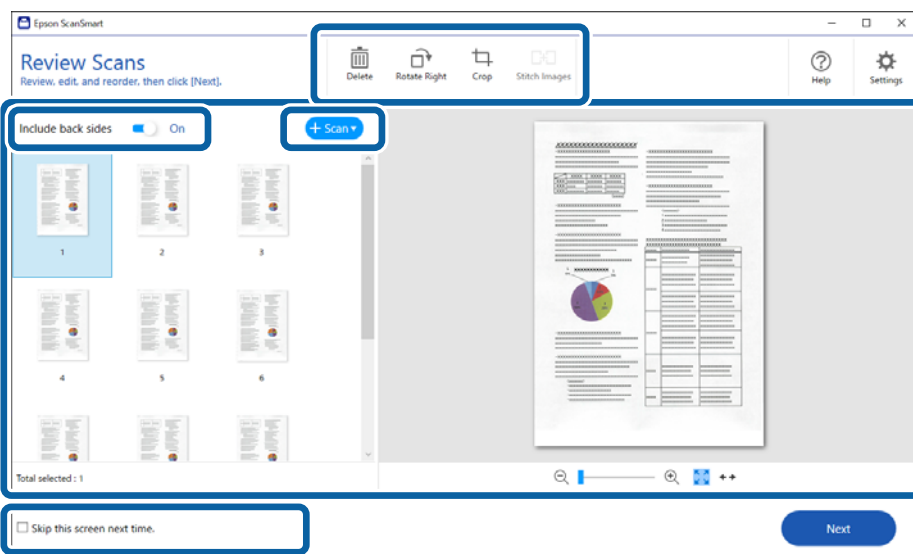 Epson ScanSmart
Review Scans
Review, edit, and reorder, then click [Next].
Delete
Rotate Right
Crop
Stitch Images
Help
Settings
Include back sides
On
+ Scan
1
2
3
4
5
6
Total selected : 1
Skip this screen next time.
Next